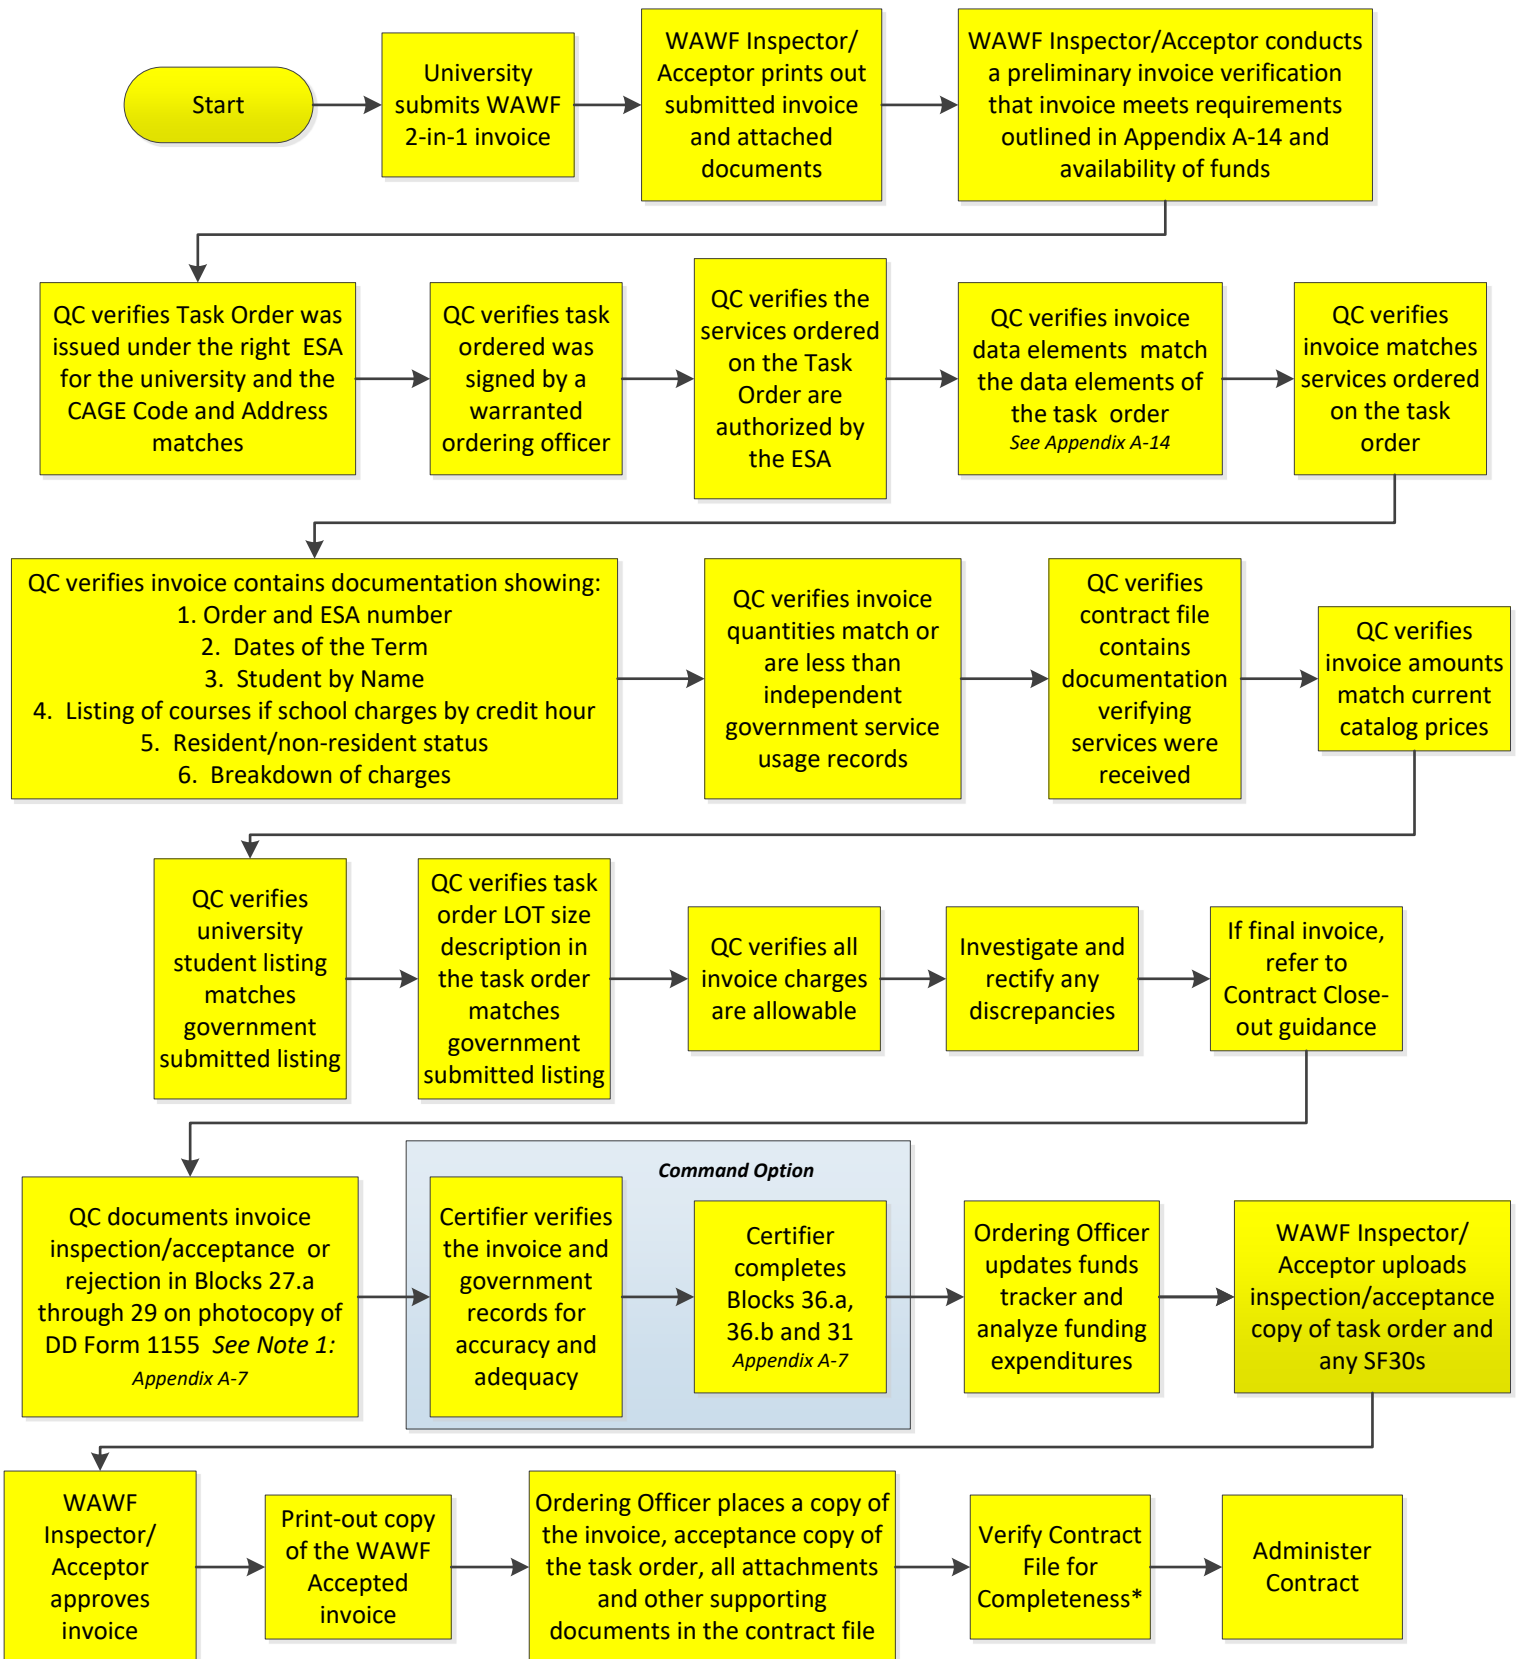 Start
University
submits WAWF
2-in-1 invoice
WAWF Inspector/
Acceptor prints out
submitted invoice
and attached
documents
WAWF Inspector/Acceptor conducts
a preliminary invoice verification
that invoice meets requirements
outlined in Appendix A-14 and
availability of funds
QC verifies Task Order was
issued under the right ESA
for the university and the
CAGE Code and Address
matches
QC verifies task
ordered was
signed by a
warranted
ordering officer
QC verifies the
services ordered
on the Task
Order are
authorized by
the ESA
QC verifies invoice
data elements match
the data elements of
the task order
See Appendix A-14
QC verifies
invoice matches
services ordered
on the task
order
QC verifies invoice contains documentation showing:
1. Order and ESA number
2. Dates of the Term
3. Student by Name
4. Listing of courses if school charges by credit hour
5. Resident/non-resident status
6. Breakdown of charges
QC verifies invoice
quantities match or
are less than
independent
government service
usage records
QC verifies
contract file
contains
documentation
verifying
services were
received
QC verifies
invoice amounts
match current
catalog prices
QC verifies
university
student listing
matches
government
submitted listing
QC verifies task
order LOT size
description in
the task order
matches
government
submitted listing
QC verifies all
invoice charges
are allowable
Investigate and
rectify any
discrepancies
If final invoice,
refer to
Contract Close-
out guidance
QC documents invoice
inspection/acceptance or
rejection in Blocks 27.a
through 29 on photocopy of
DD Form 1155 See Note 1:
Appendix A-7
Command Option
Certifier verifies
the invoice and
government
records for
accuracy and
adequacy
Certifier
completes
Blocks 36.a,
36.b and 31
Appendix A-7
Ordering Officer
updates funds
tracker and
analyze funding
expenditures
WAWF Inspector/
Acceptor uploads
inspection/acceptance
copy of task order and
any SF30s
WAWF
Inspector/
Acceptor
approves
invoice
Print-out copy
of the WAWF
Accepted
invoice
Ordering Officer places a copy of
the invoice, acceptance copy of
the task order, all attachments
and other supporting
documents in the contract file
Verify Contract
File for
Completeness*
Administer
Contract